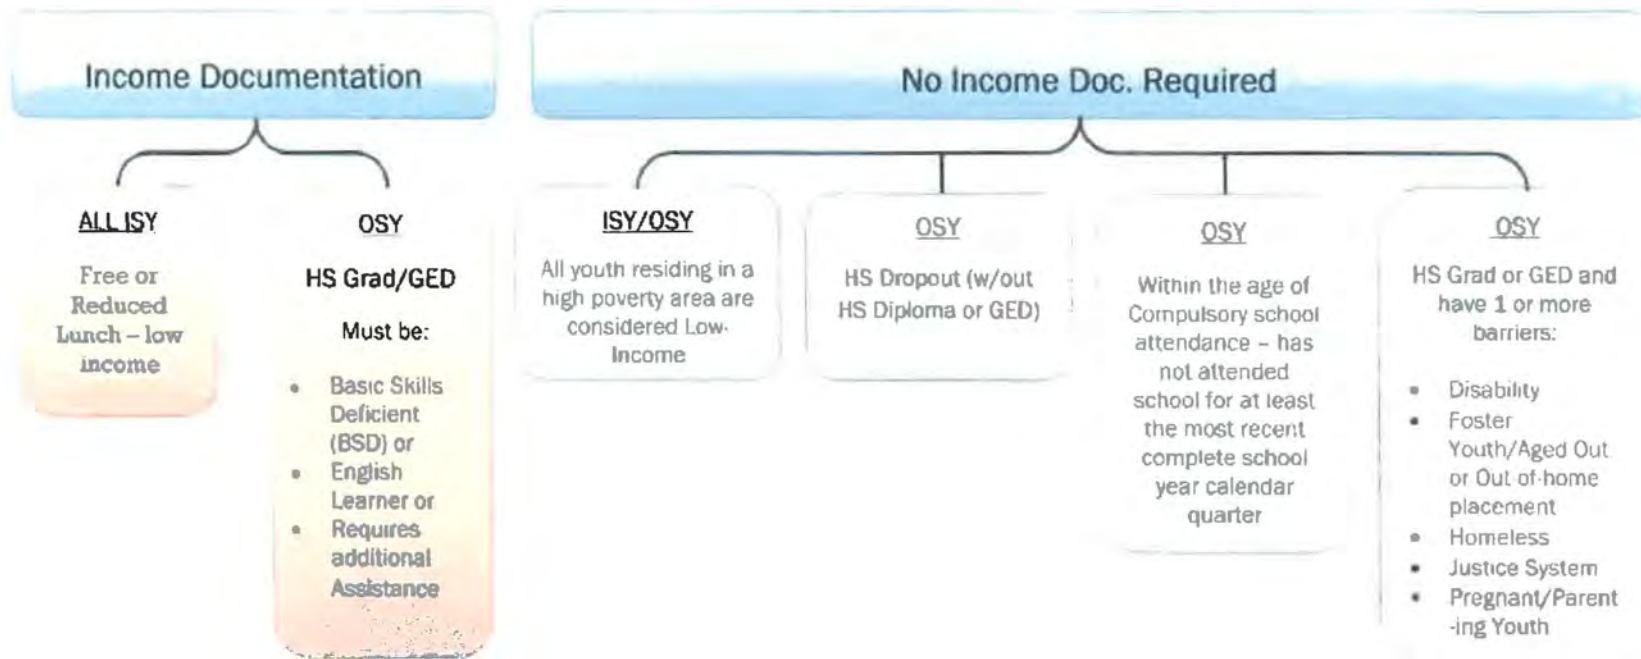 Income Documentation
No Income Doc. Required
ALL ISY
Free or
Reduced
Lunch – low
income
OSY
HS Grad/GED
Must be:
• Basic Skills
Deficient
(BSD) or
• English
Learner or
• Requires
additional
Assistance
ISY/OSY
All youth residing in a
high poverty area are
considered Low-
Income
OSY
HS Dropout (w/out
HS Diploma or GED)
OSY
Within the age of
Compulsory school
attendance – has
not attended
school for at least
the most recent
complete school
year calendar
quarter
OSY
HS Grad or GED and
have 1 or more
barriers:
• Disability
• Foster
Youth/Aged Out
or Out of-home
placement
• Homeless
• Justice System
• Pregnant/Parent
-ing Youth